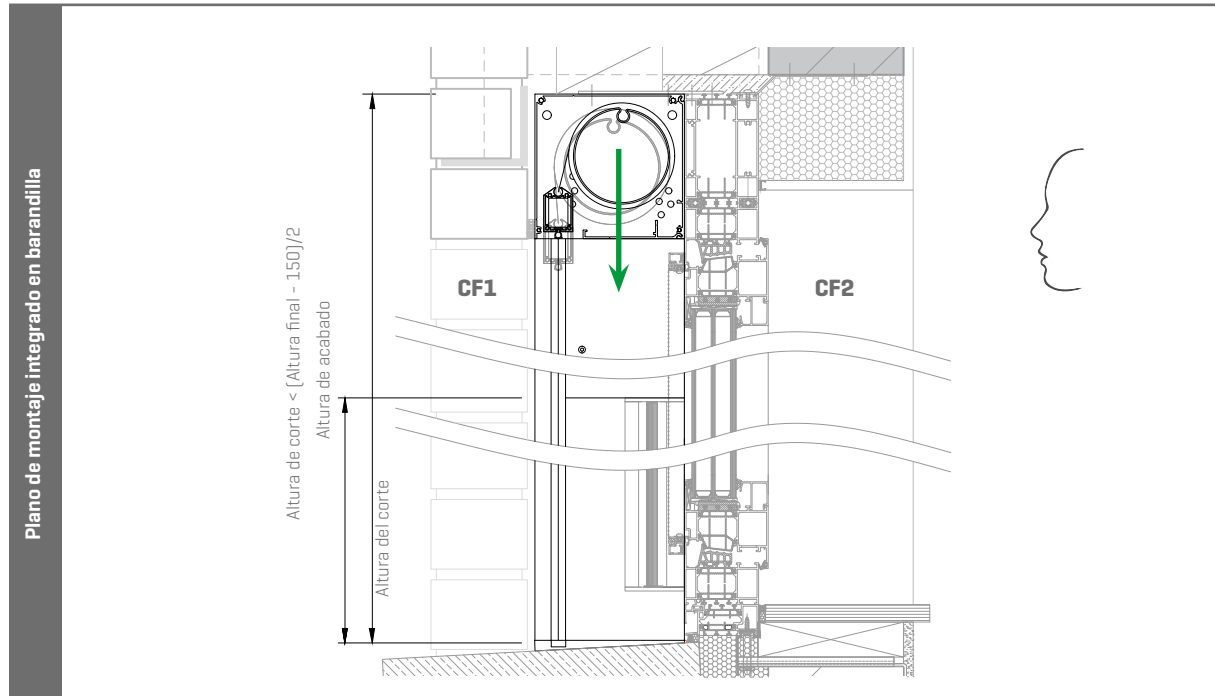 Plano de montaje integrado en barandilla
Altura de corte < (Altura final - 150)/2
Altura de acabado
Altura del corte
CF1
CF2